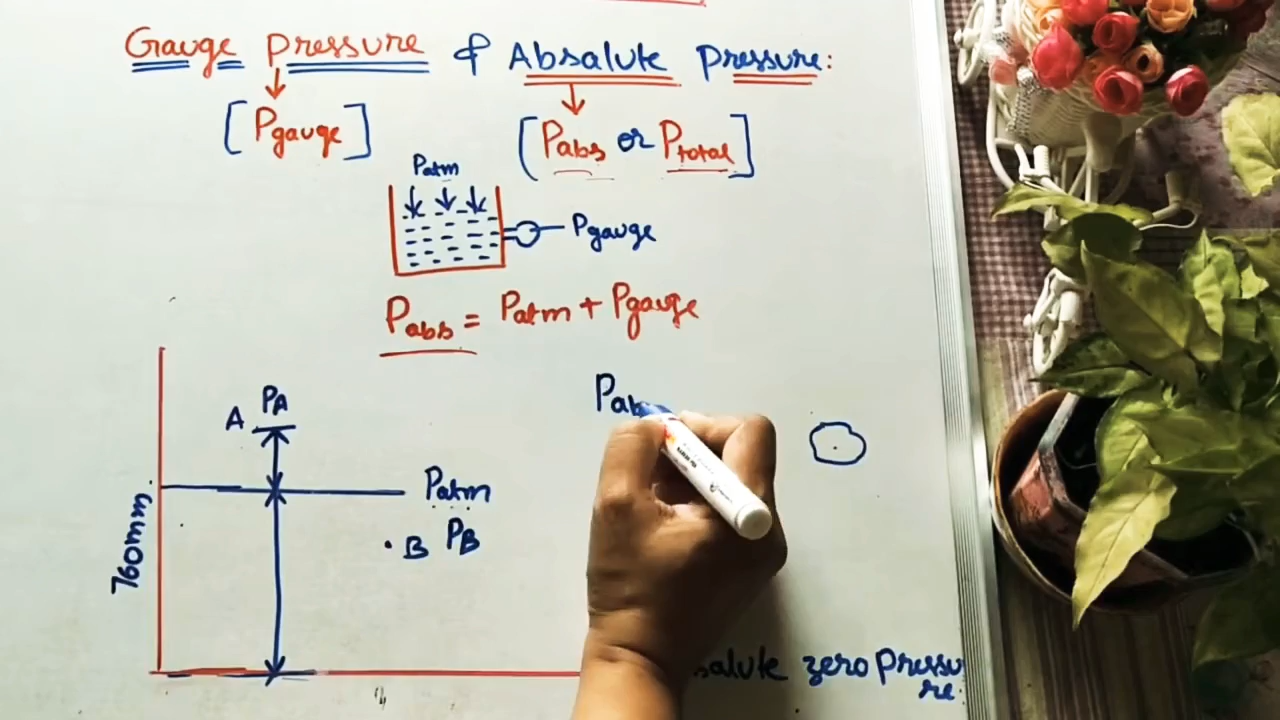 Gauge Pressure & Absalute Pressure:
[Pgauge]
[Pabs or Ptotal]
Patm
Pgauge
Pabs = Patm + Pgauge
A PA
Pab
Patm
B PB
760mm
salute zero pressu
re